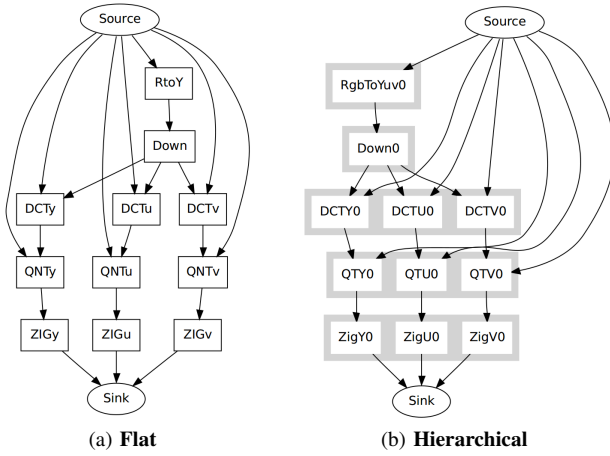 Source
RtoY
Down
DCTy DCTu DCTv
QNTy QNTu QNTv
ZIGy ZIGu ZIGv
Sink
(a) Flat
Source
RgbToYuv0
Down0
DCTY0 DCTU0 DCTV0
QTY0 QTU0 QTV0
ZigY0 ZigU0 ZigV0
Sink
(b) Hierarchical